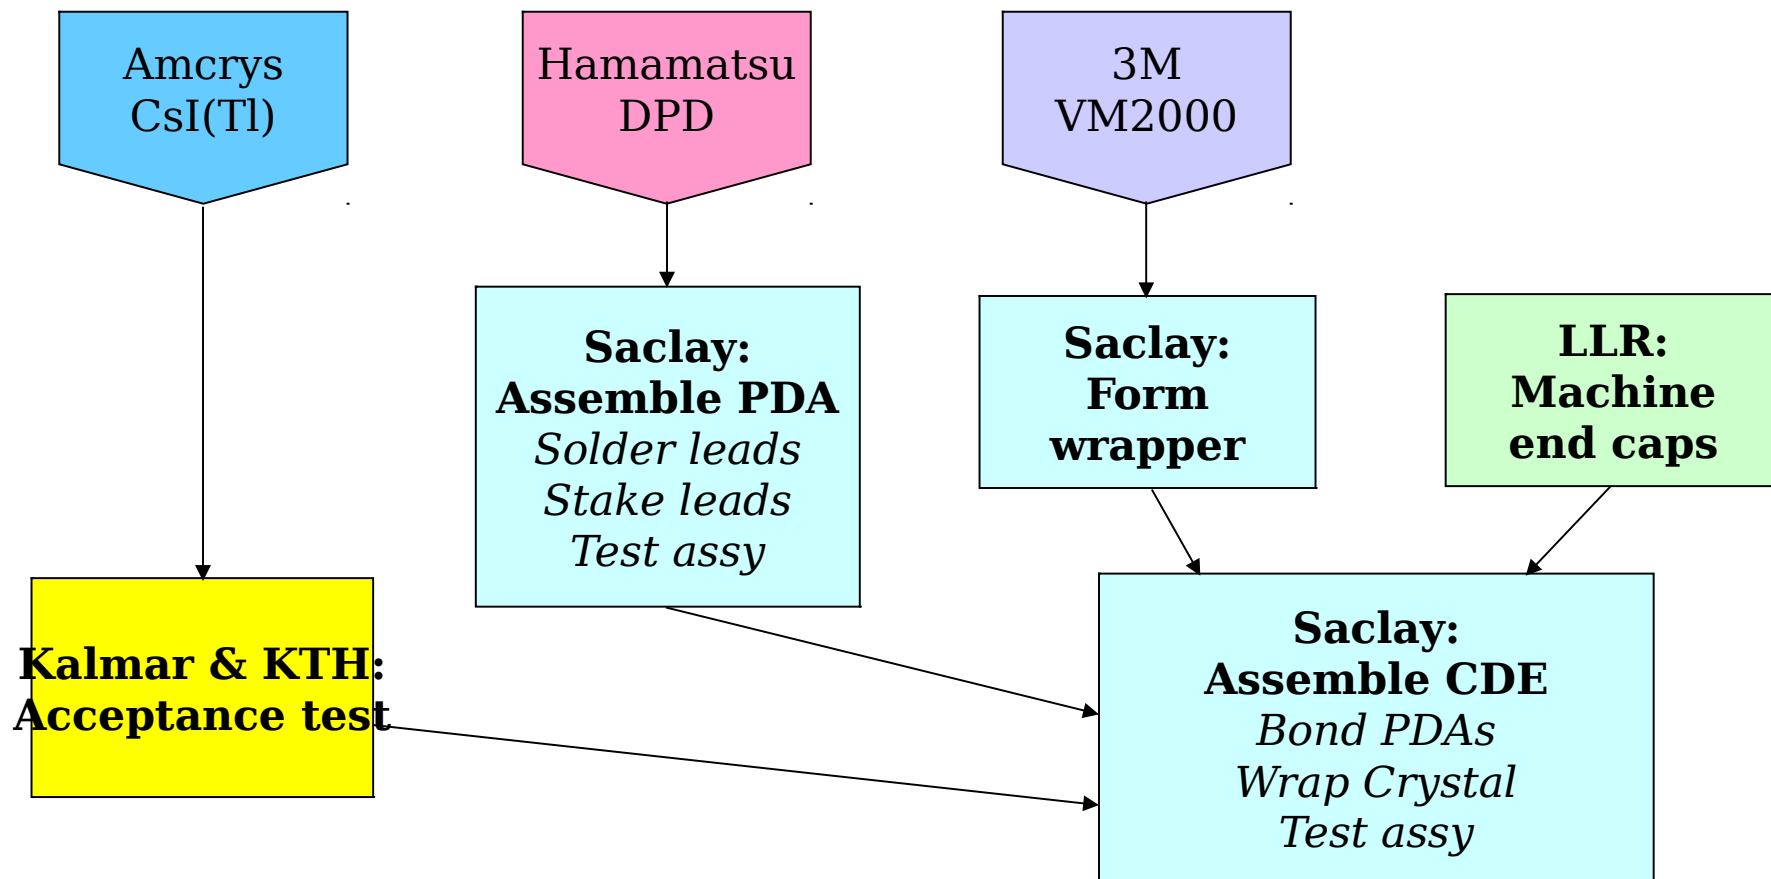 Amcrys
CsI(Tl)
Hamamatsu
DPD
3M
VM2000
Saclay:
Assemble PDA
Solder leads
Stake leads
Test assy
Saclay:
Form
wrapper
LLR:
Machine
end caps
Kalmar & KTH:
Acceptance test
Saclay:
Assemble CDE
Bond PDAs
Wrap Crystal
Test assy